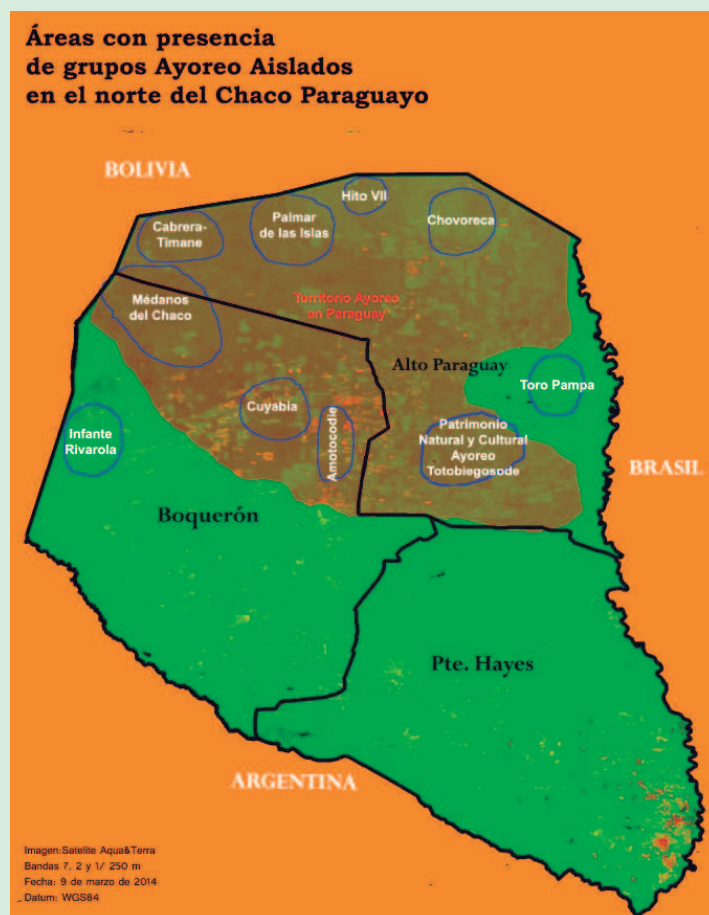 Áreas con presencia
de grupos Ayoreo Aislados
en el norte del Chaco Paraguayo
BOLIVIA
Hito VII
Cabrera-
Timane
Palmar
de las Islas
Chovoreca
Médanos
del Chaco
Territorio Ayoreo
en Paraguay
Alto Paraguay
Toro Pampa
Cuyabia
Amotocodie
Infante
Rivarola
Patrimonio
Natural y Cultural
Ayoreo
Totobiegosode
BRASIL
Boquerón
Pte. Hayes
ARGENTINA
Imagen:Satelite Aqua&Terra
Bandas 7, 2 y 1/ 250 m
Fecha: 9 de marzo de 2014
Datum: WGS84